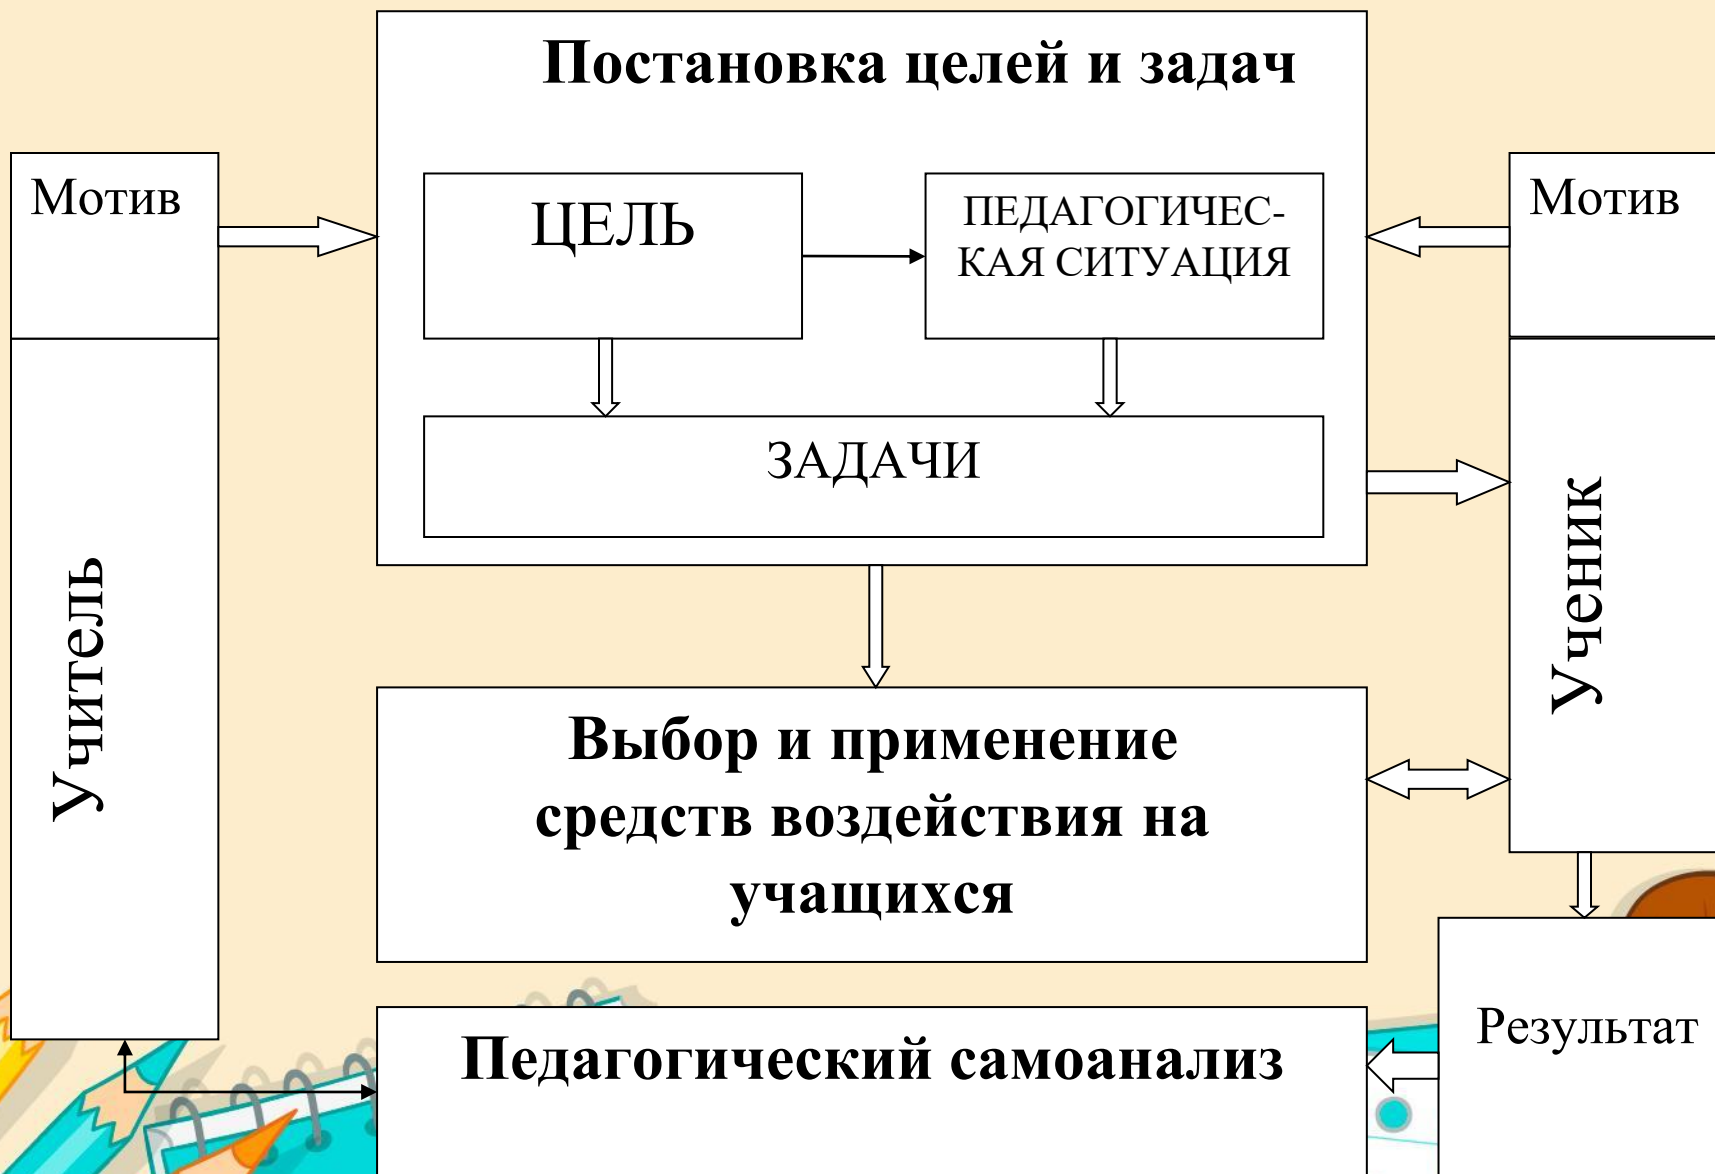 Постановка целей и задач
Мотив
ЦЕЛЬ
ПЕДАГОГИЧЕС-
КАЯ СИТУАЦИЯ
Мотив
ЗАДАЧИ
Учитель
Ученик
Выбор и применение
средств воздействия на
учащихся
Педагогический самоанализ
Результат